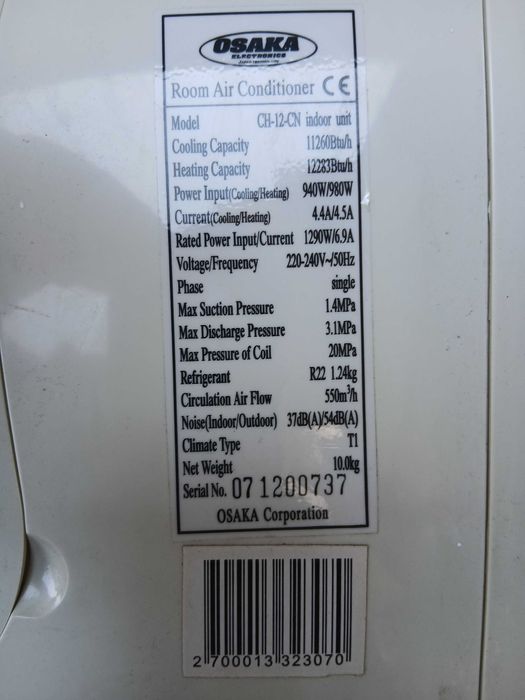 OSAKA
ELECTRONICS
Room Air Conditioner CE
Model CH-12-CN indoor unit
Cooling Capacity 11260Btu/h
Heating Capacity 12283Btu/h
Power Input(Cooling/Heating) 940W/980W
Current(Cooling/Heating) 4.4A/4.5A
Rated Power Input/Current 1290W/6.9A
Voltage/Frequency 220-240V~/50Hz
Phase single
Max Suction Pressure 1.4MPa
Max Discharge Pressure 3.1MPa
Max Pressure of Coil 20MPa
Refrigerant R22 1.24kg
Circulation Air Flow 550m³/h
Noise(Indoor/Outdoor) 37dB(A)/54dB(A)
Climate Type T1
Net Weight 10.0kg
Serial No. 07 1200737
OSAKA Corporation
2 700013 323070